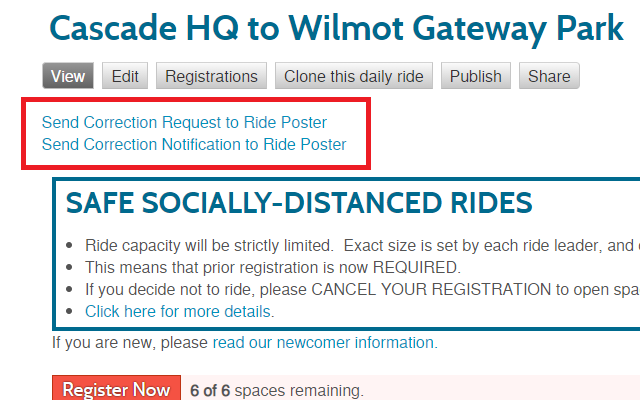 Cascade HQ to Wilmot Gateway Park
View Edit Registrations Clone this daily ride Publish Share
Send Correction Request to Ride Poster
Send Correction Notification to Ride Poster
SAFE SOCIALLY-DISTANCED RIDES
• Ride capacity will be strictly limited.  Exact size is set by each ride leader, and
• This means that prior registration is now REQUIRED.
• If you decide not to ride, please CANCEL YOUR REGISTRATION to open spa
• Click here for more details.
If you are new, please read our newcomer information.
Register Now 6 of 6 spaces remaining.